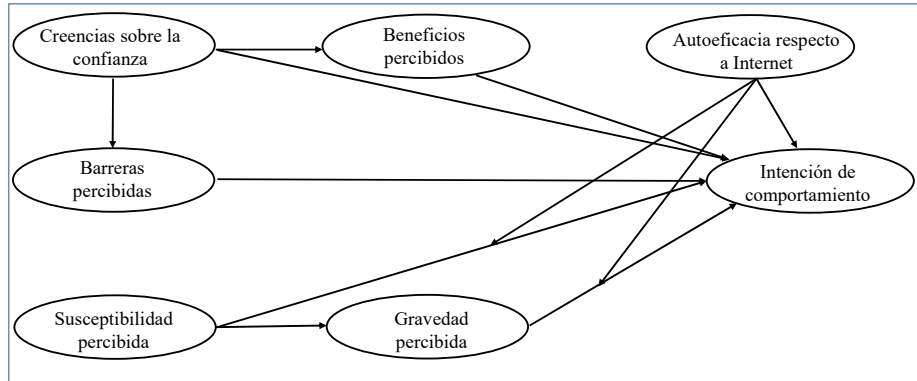 Creencias sobre la
confianza
Beneficios
percibidos
Autoeficacia respecto
a Internet
Barreras
percibidas
Intención de
comportamiento
Susceptibilidad
percibida
Gravedad
percibida